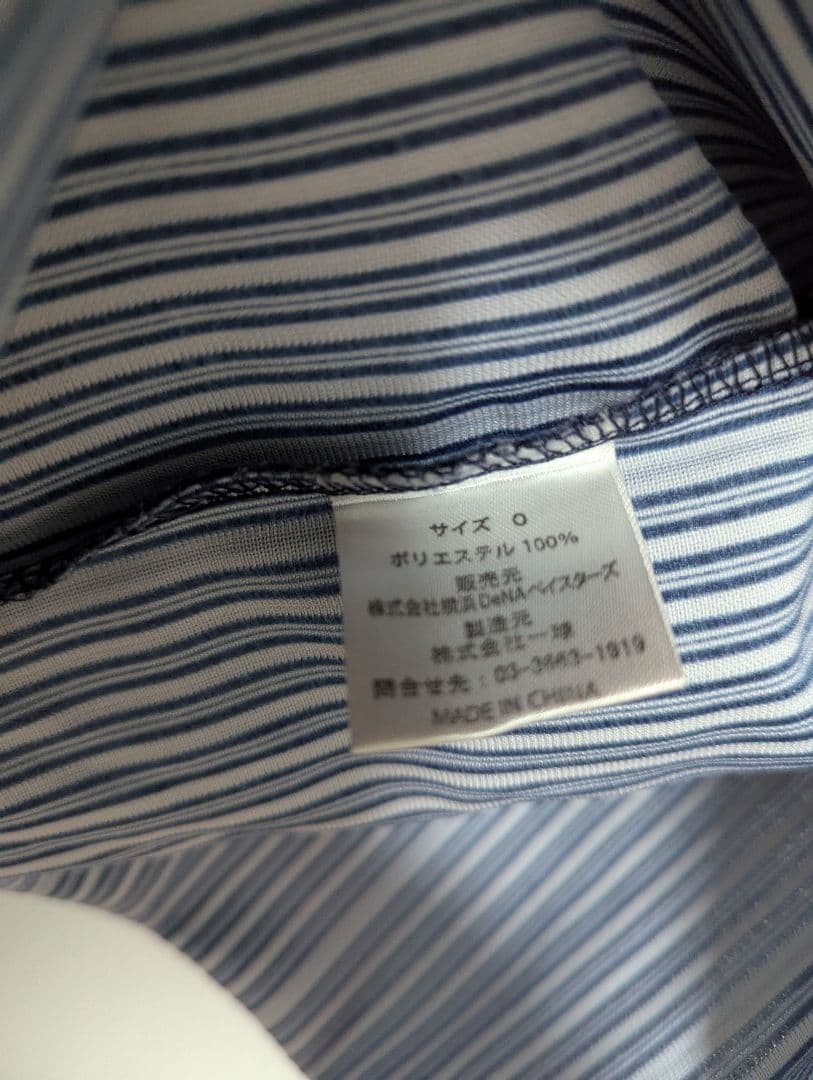 サイズ O
ポリエステル 100%
販売元
株式会社横浜DeNAベイスターズ
製造元
株式会社一球
問合せ先：03-3663-1919
MADE IN CHINA